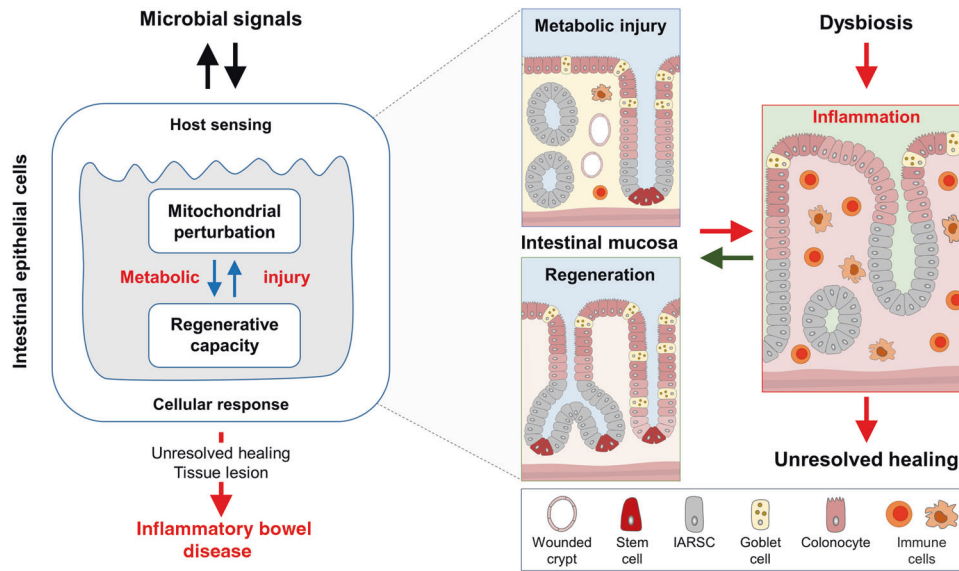 Microbial signals
Intestinal epithelial cells
Host sensing
Mitochondrial
perturbation
Metabolic injury
Regenerative
capacity
Cellular response
Unresolved healing
Tissue lesion
Inflammatory bowel
disease
Metabolic injury
Intestinal mucosa
Regeneration
Dysbiosis
Inflammation
Unresolved healing
Wounded
crypt
Stem
cell
IARSC
Goblet
cell
Colonocyte
Immune
cells